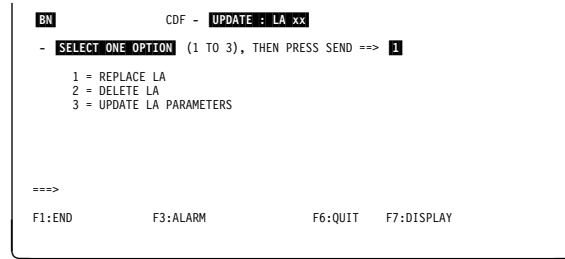 BN CDF - UPDATE : LA xx
- SELECT ONE OPTION (1 TO 3), THEN PRESS SEND ==> 1
1 = REPLACE LA
2 = DELETE LA
3 = UPDATE LA PARAMETERS
===>
F1:END F3:ALARM F6:QUIT F7:DISPLAY